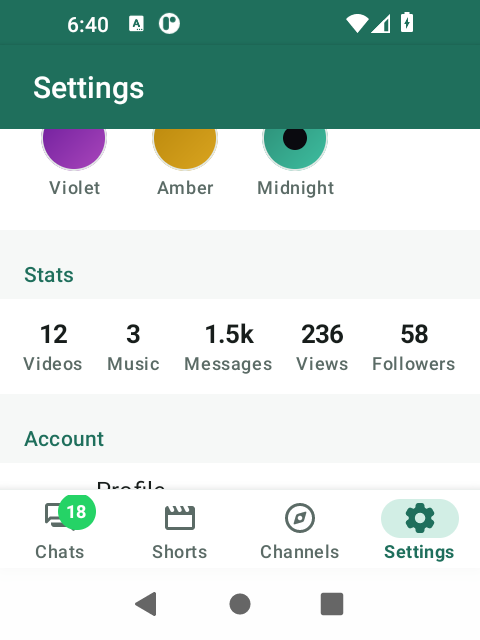 6:40
Settings
Violet Amber Midnight
Stats
12 3 1.5k 236 58
Videos Music Messages Views Followers
Account
Profile
18
Chats Shorts Channels Settings